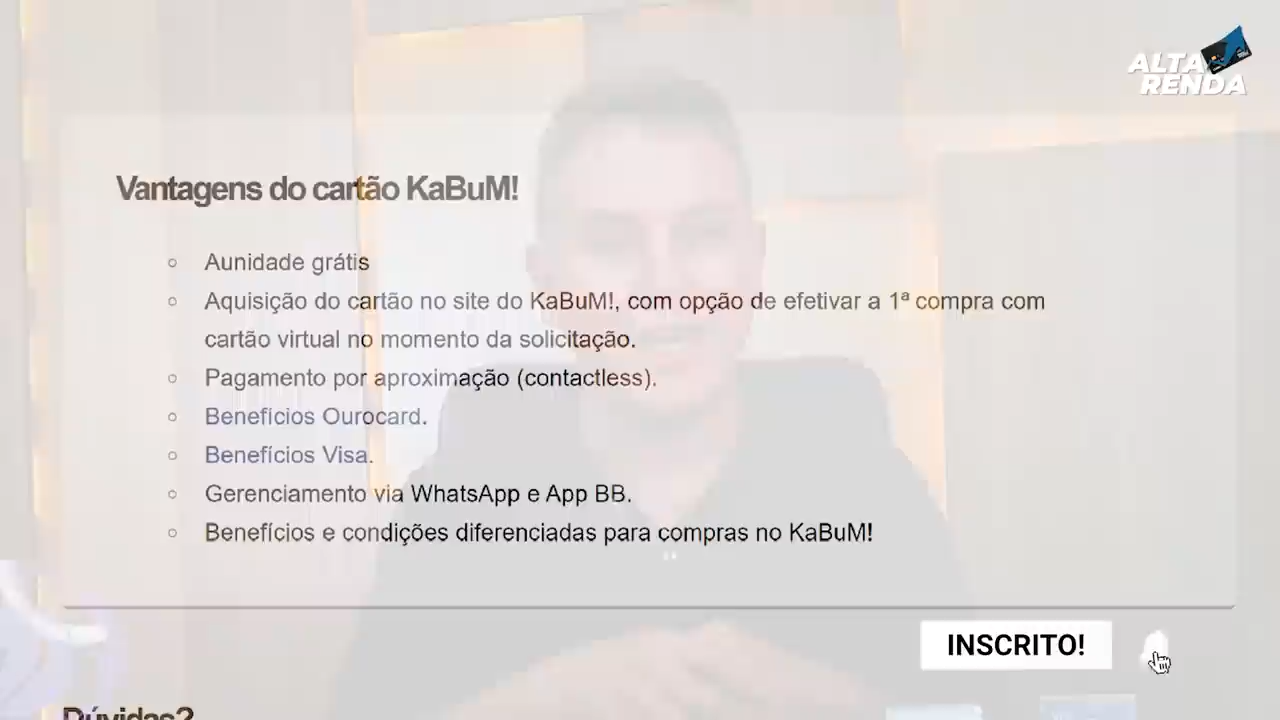 ALTA
RENDA
Vantagens do cartão KaBuM!
Aunidade grátis
Aquisição do cartão no site do KaBuM!, com opção de efetivar a 1ª compra com
cartão virtual no momento da solicitação.
Pagamento por aproximação (contactless).
Benefícios Ourocard.
Benefícios Visa.
Gerenciamento via WhatsApp e App BB.
Benefícios e condições diferenciadas para compras no KaBuM!
INSCRITO!
Dúvidas?